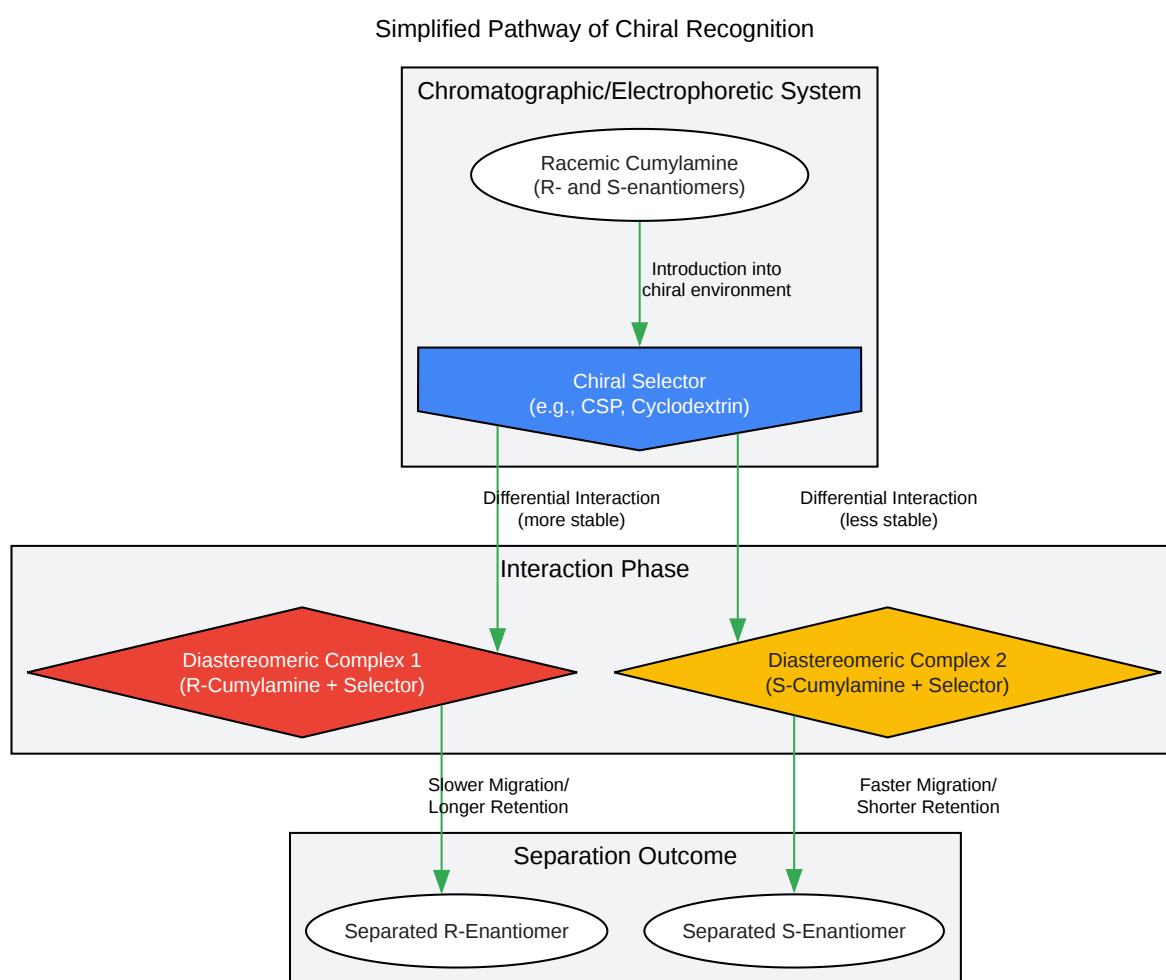 Simplified Pathway of Chiral Recognition
Chromatographic/Electrophoretic System
Racemic Cumylamine
(R- and S-enantiomers)
Introduction into
chiral environment
Chiral Selector
(e.g., CSP, Cyclodextrin)
Differential Interaction
(more stable)
Differential Interaction
(less stable)
Interaction Phase
Diastereomeric Complex 1
(R-Cumylamine + Selector)
Diastereomeric Complex 2
(S-Cumylamine + Selector)
Slower Migration/
Longer Retention
Faster Migration/
Shorter Retention
Separation Outcome
Separated R-Enantiomer
Separated S-Enantiomer